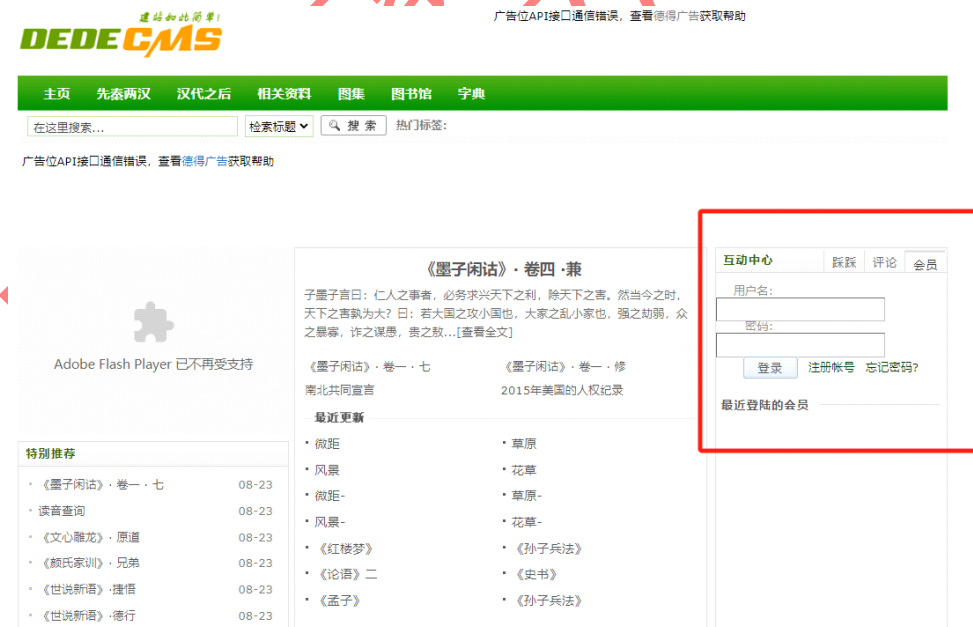 建站如此简单!
DEDECMS
广告位API接口通信错误，查看德得广告获取帮助
主页 先秦两汉 汉代之后 相关资料 图集 图书馆 字典
在这里搜索... 检索标题 搜 索 热门标签:
广告位API接口通信错误，查看德得广告获取帮助
Adobe Flash Player 已不再受支持
特别推荐
《墨子闲诂》· 卷一 · 七 08-23
读音查询 08-23
《文心雕龙》· 原道 08-23
《颜氏家训》· 兄弟 08-23
《世说新语》·捷悟 08-23
《世说新语》·德行 08-23
《墨子闲诂》· 卷四 ·兼
子墨子言曰：仁人之事者，必务求兴天下之利，除天下之害。然当今之时，
天下之害孰为大？曰：若大国之攻小国也，大家之乱小家也，强之劫弱，众
之暴寡，诈之谋愚，贵之敖...[查看全文]
《墨子闲诂》· 卷一 · 七 《墨子闲诂》· 卷一 · 修
南北共同宣言 2015年美国的人权纪录
最近更新
微距 草原
风景 花草
微距- 草原-
风景- 花草-
《红楼梦》 《孙子兵法》
《论语》二 《史书》
《孟子》 《孙子兵法》
互动中心 踩踩 评论 会员
用户名:
密码:
登录 注册帐号 忘记密码?
最近登陆的会员